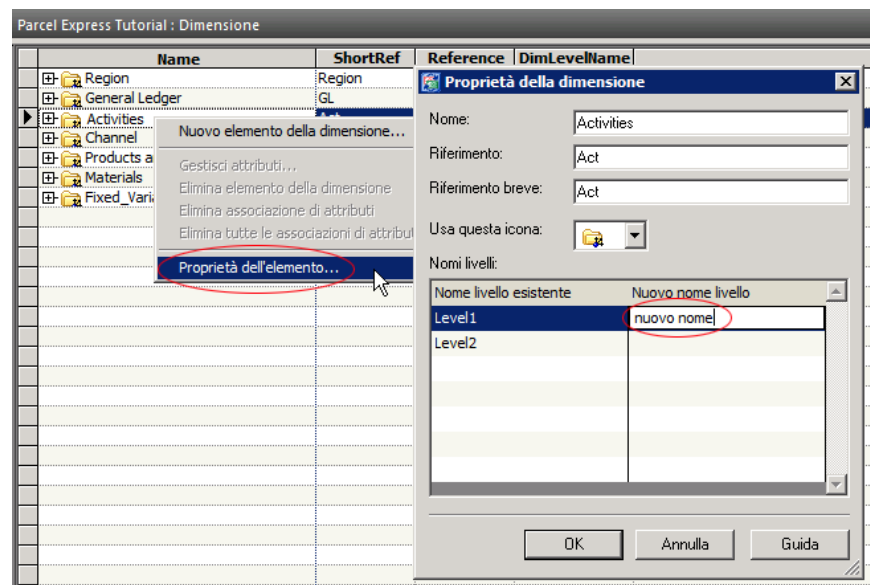 Parcel Express Tutorial : Dimensione
Name ShortRef Reference DimLevelName
Region Region
General Ledger GL
Activities Act
Channel
Products a
Materials
Fixed_Vari
Nuovo elemento della dimensione...
Gestisci attributi...
Elimina elemento della dimensione
Elimina associazione di attributi
Elimina tutte le associazioni di attribut
Proprietà dell'elemento...
Proprietà della dimensione
Nome: Activities
Riferimento: Act
Riferimento breve: Act
Usa questa icona:
Nomi livelli:
Nome livello esistente Nuovo nome livello
Level1 nuovo nome
Level2
OK Annulla Guida